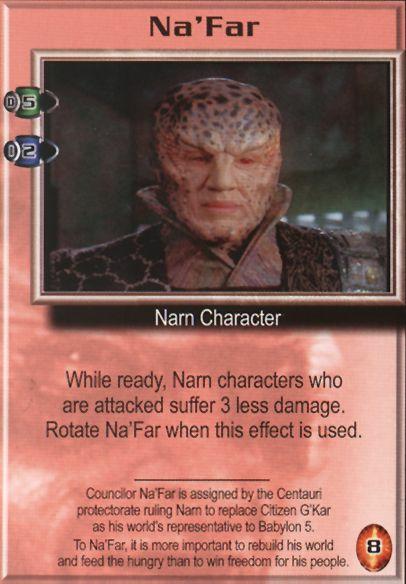 Na'Far
D 5
D 2
Narn Character
While ready, Narn characters who
are attacked suffer 3 less damage.
Rotate Na'Far when this effect is used.
Councilor Na'Far is assigned by the Centauri
protectorate ruling Narn to replace Citizen G'Kar
as his world's representative to Babylon 5.
To Na'Far, it is more important to rebuild his world
and feed the hungry than to win freedom for his people.
8